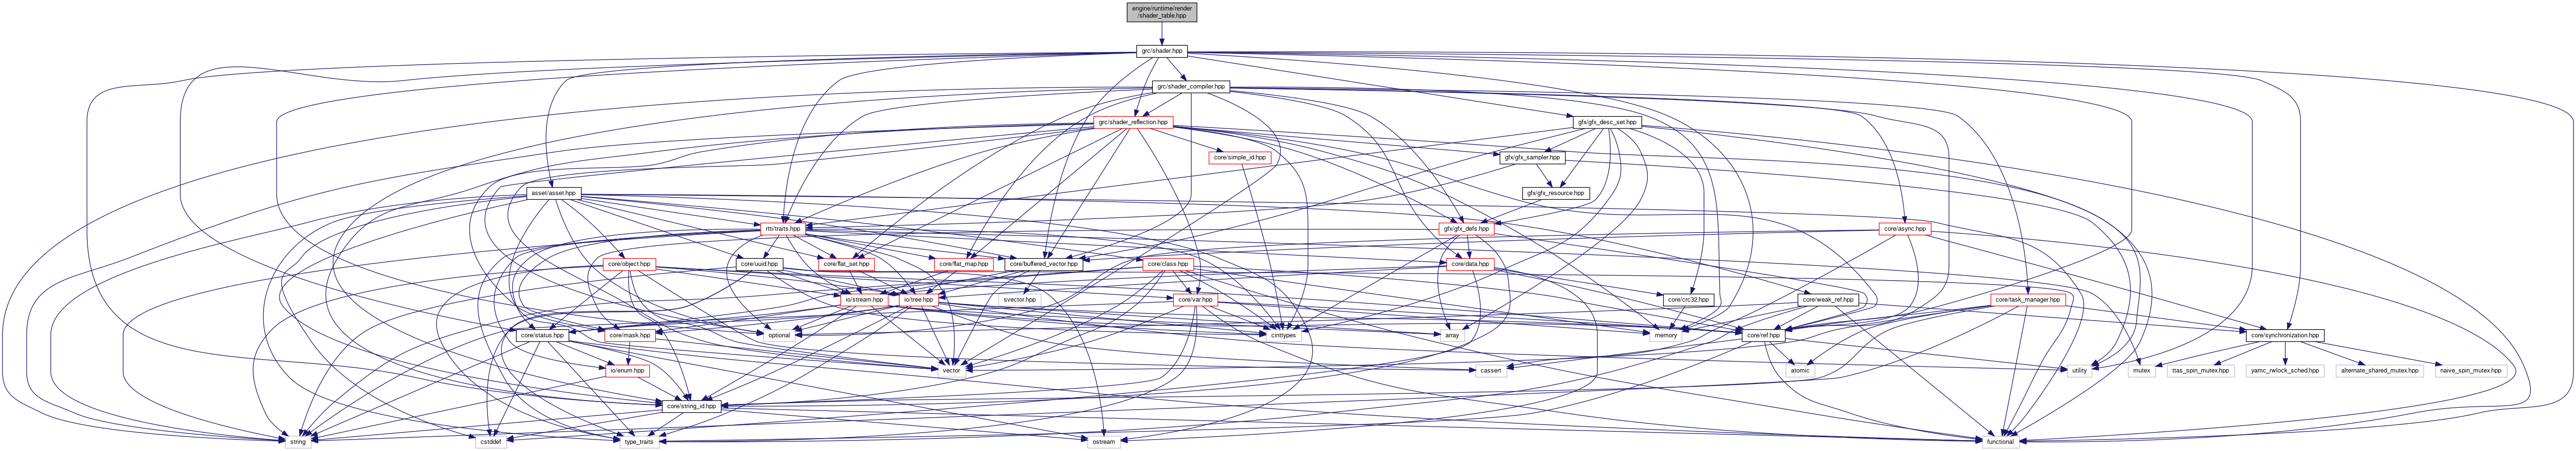 engine/runtime/render
/shader_table.hpp
grc/shader.hpp
grc/shader_compiler.hpp
grc/shader_reflection.hpp
gfx/gfx_desc_set.hpp
core/simple_id.hpp
gfx/gfx_sampler.hpp
asset/asset.hpp
gfx/gfx_resource.hpp
rtti/traits.hpp
gfx/gfx_defs.hpp
core/async.hpp
core/object.hpp
core/uuid.hpp
core/flat_set.hpp
core/flat_map.hpp
core/buffered_vector.hpp
core/class.hpp
core/data.hpp
io/stream.hpp
io/tree.hpp
svector.hpp
core/var.hpp
core/crc32.hpp
core/weak_ref.hpp
core/task_manager.hpp
core/status.hpp
core/mask.hpp
optional
cinttypes
array
memory
core/ref.hpp
core/synchronization.hpp
io/enum.hpp
vector
cassert
atomic
utility
mutex
ttas_spin_mutex.hpp
yamc_rwlock_sched.hpp
alternate_shared_mutex.hpp
naive_spin_mutex.hpp
core/string_id.hpp
string
cstddef
type_traits
ostream
functional